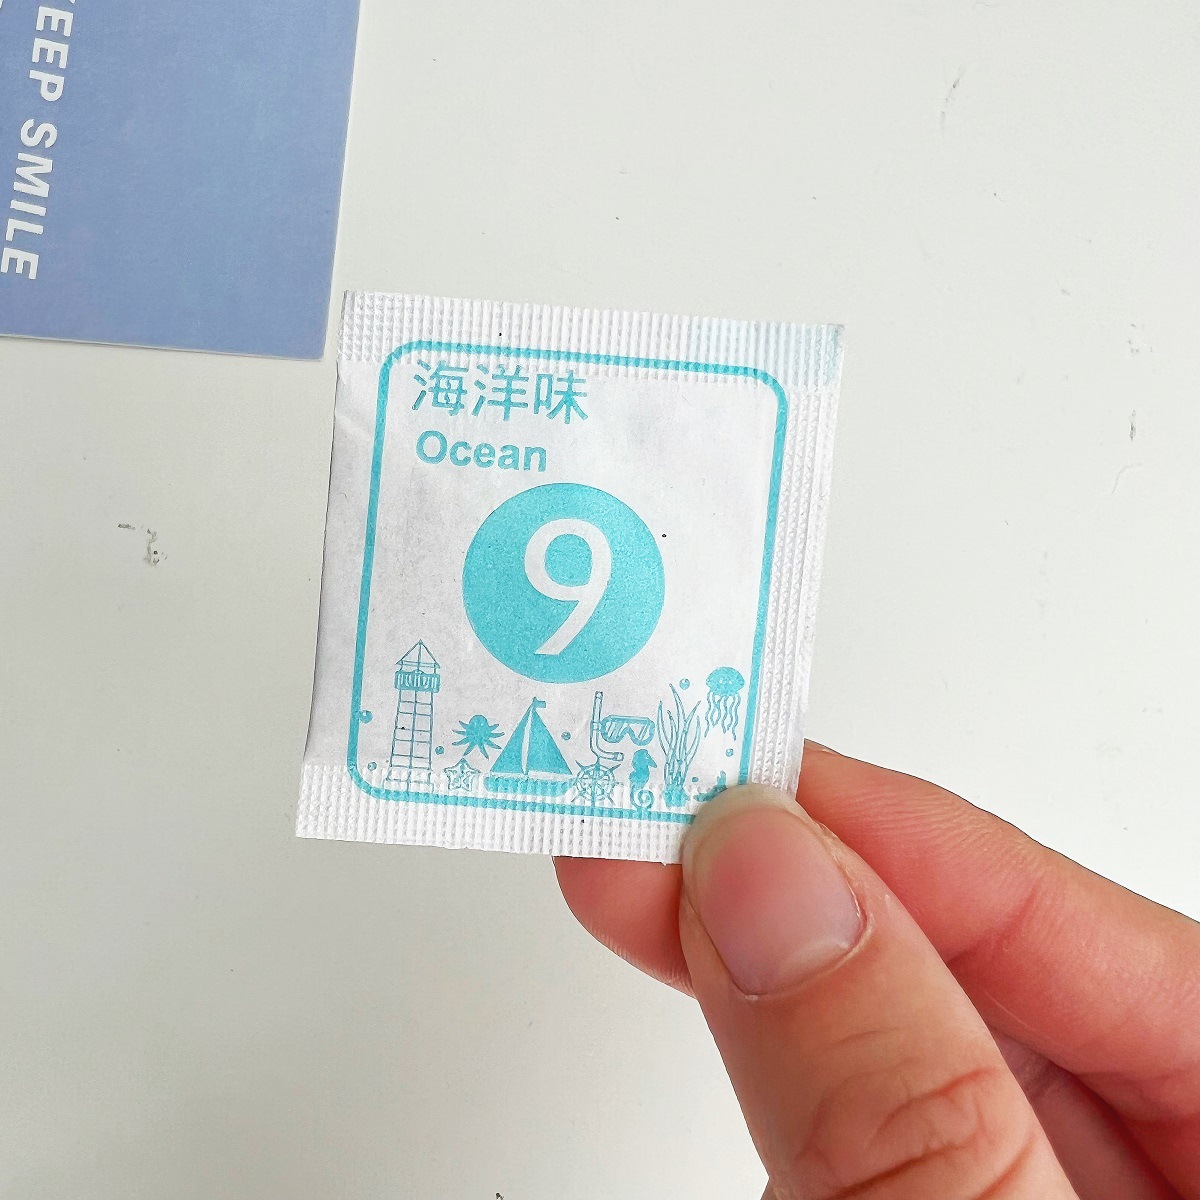 KEEP SMILE
海洋味
Ocean
9